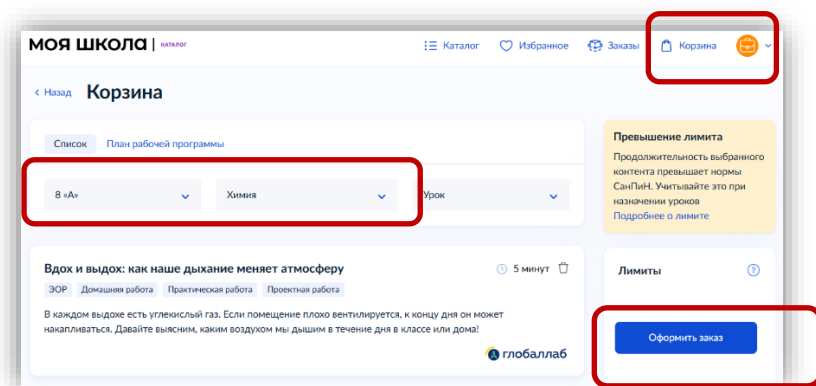 МОЯ ШКОЛА | КАТАЛОГ
Каталог Избранное Заказы Корзина
Назад Корзина
Список План рабочей программы
8 «А» Химия Урок
Превышение лимита
Продолжительность выбранного
контента превышает нормы
СанПиН. Учитывайте это при
назначении уроков
Подробнее о лимите
Вдох и выдох: как наше дыхание меняет атмосферу 5 минут
ЭОР Домашняя работа Практическая работа Проектная работа
В каждом выдохе есть углекислый газ. Если помещение плохо вентилируется, к концу дня он может
накапливаться. Давайте выясним, каким воздухом мы дышим в течение дня в классе или дома!
глобаллаб
Лимиты ?
Оформить заказ